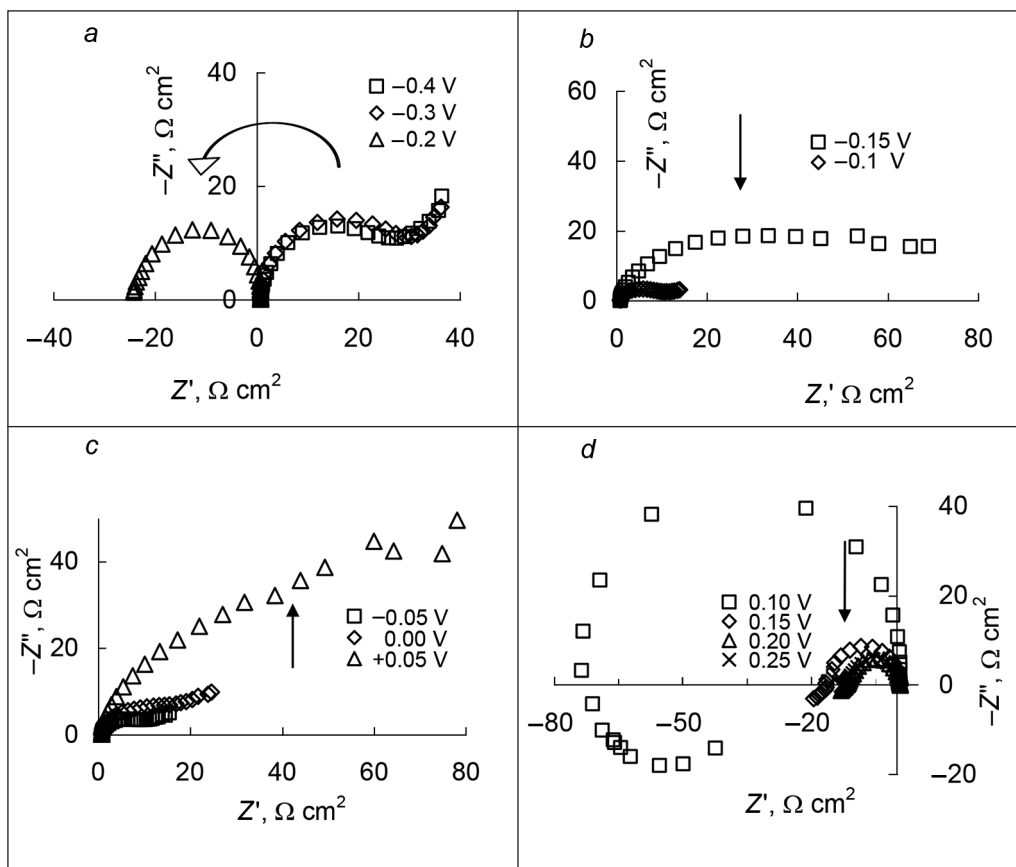 a
−Z", Ω cm²
40
20
0
−0.4 V
−0.3 V
−0.2 V
−40
−20
0
20
40
Z', Ω cm²
b
−Z", Ω cm²
60
40
20
0
−0.15 V
−0.1 V
0
20
40
60
80
Z,' Ω cm²
c
−Z", Ω cm²
40
20
0
−0.05 V
0.00 V
+0.05 V
0
20
40
60
80
Z', Ω cm²
d
40
20
0
−20
−Z", Ω cm²
0.10 V
0.15 V
0.20 V
0.25 V
−80
−50
−20
Z', Ω cm²